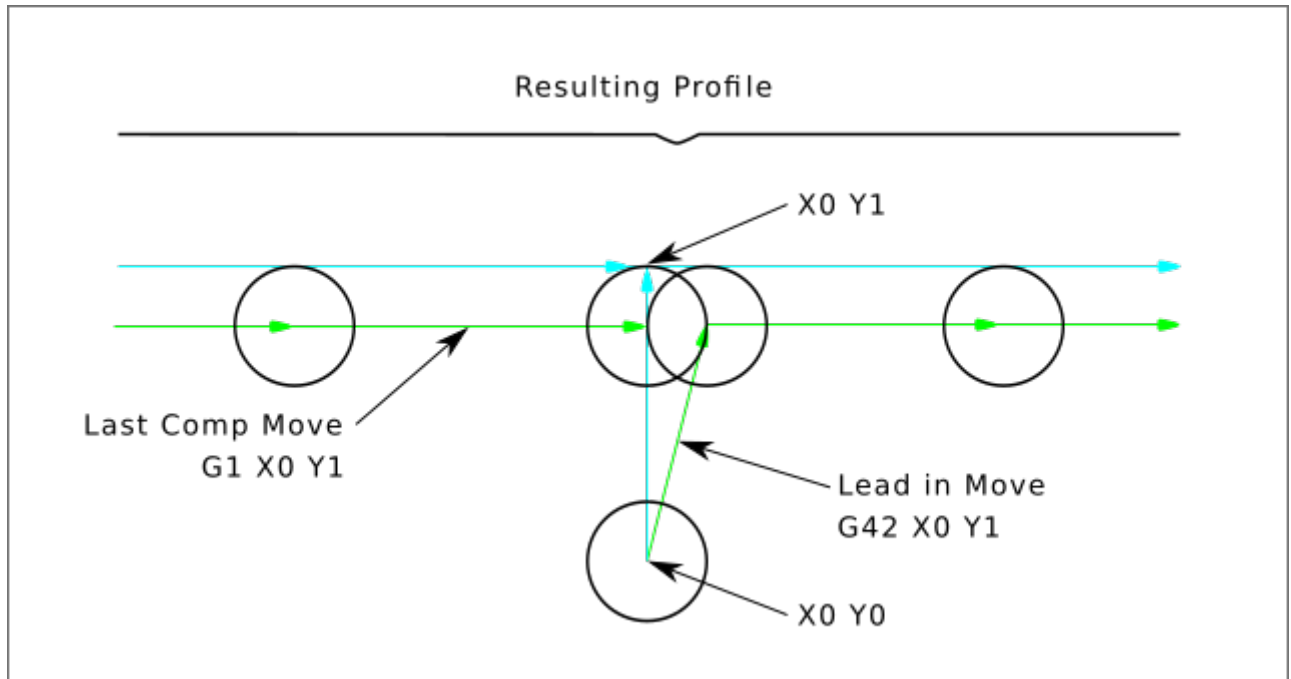 Resulting Profile
X0 Y1
Last Comp Move
G1 X0 Y1
Lead in Move
G42 X0 Y1
X0 Y0